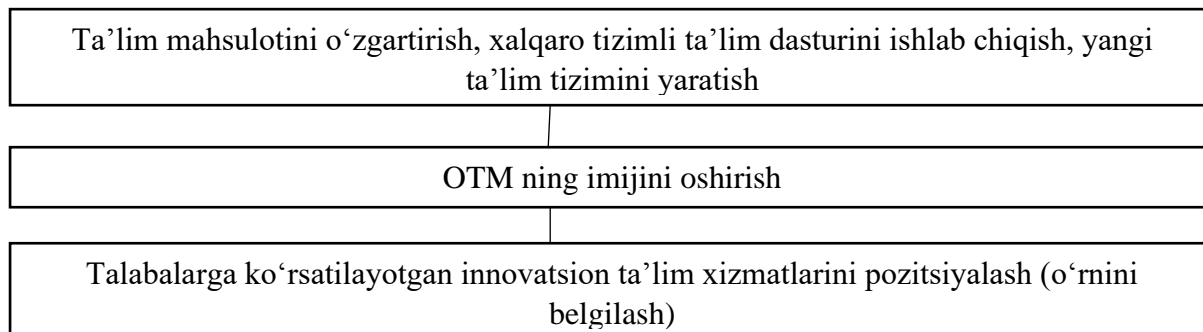 Ta’lim mahsulotini o‘zgartirish, xalqaro tizimli ta’lim dasturini ishlab chiqish, yangi
ta’lim tizimini yaratish
OTM ning imijini oshirish
Talabalarga ko‘rsatilayotgan innovatsion ta’lim xizmatlarini pozitsiyalash (o‘rnini
belgilash)